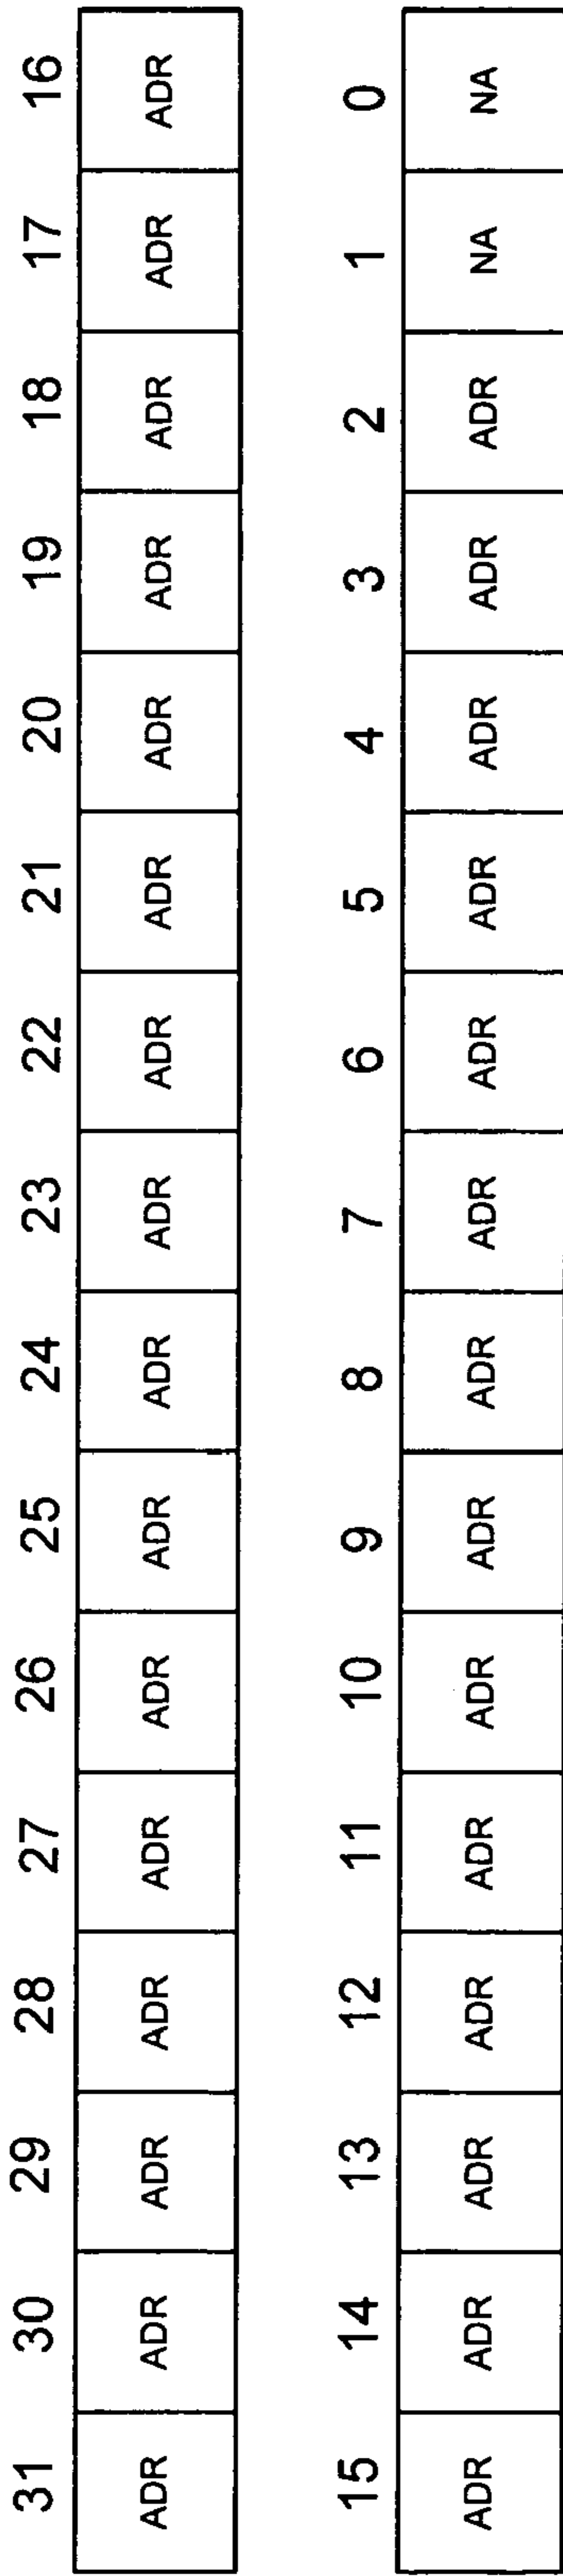 31 30 29 28 27 26 25 24 23 22 21 20 19 18 17 16
ADR ADR ADR ADR ADR ADR ADR ADR ADR ADR ADR ADR ADR ADR ADR ADR
15 14 13 12 11 10 9 8 7 6 5 4 3 2 1 0
ADR ADR ADR ADR ADR ADR ADR ADR ADR ADR ADR ADR ADR ADR NA NA